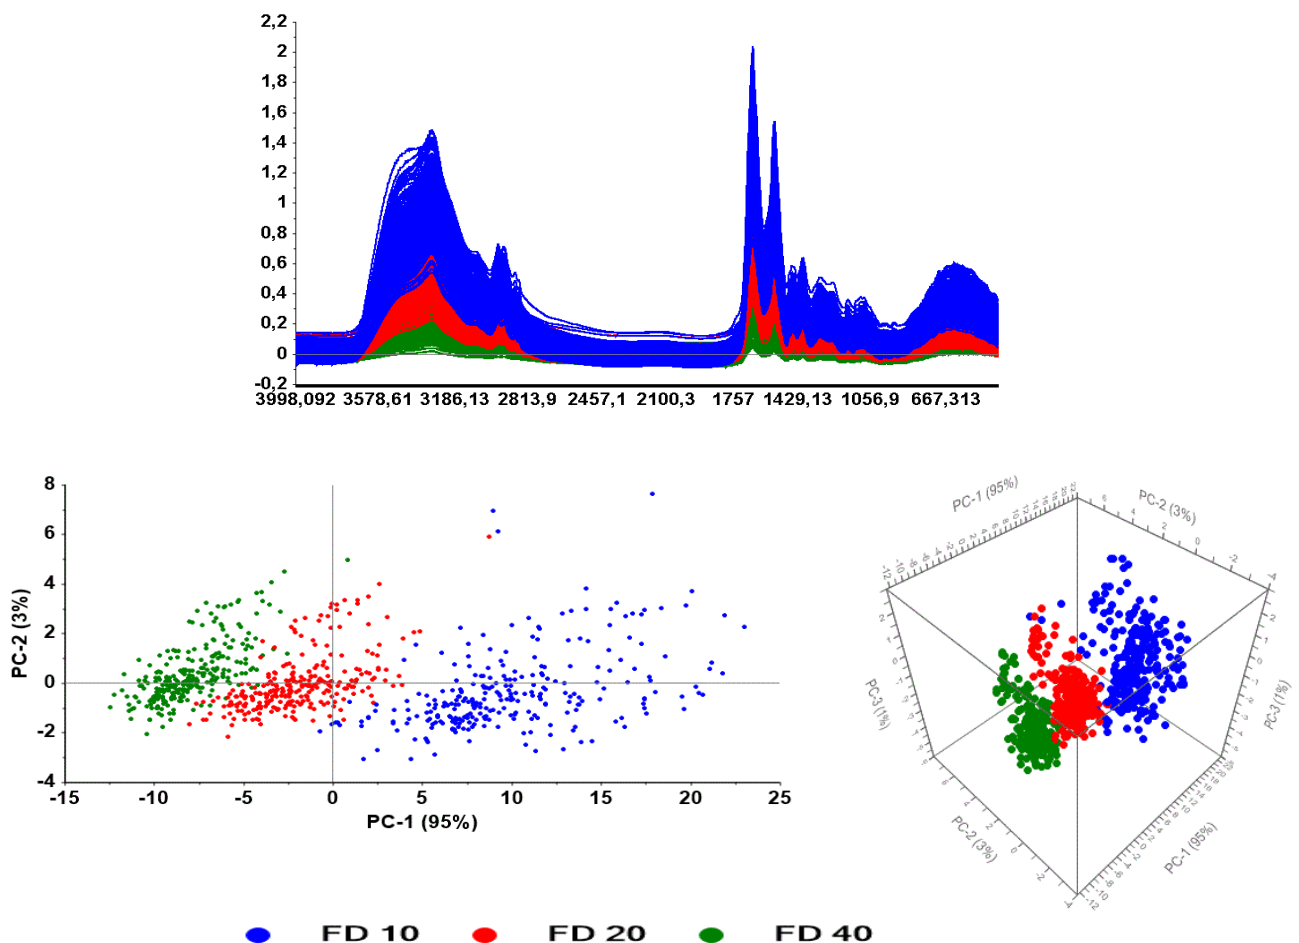 2,2
2
1,8
1,6
1,4
1,2
1
0,8
0,6
0,4
0,2
0
-0,2
3998,092 3578,61 3186,13 2813,9 2457,1 2100,3 1757 1429,13 1056,9 667,313
8
6
4
2
0
-2
-4
-15 -10 -5 0 5 10 15 20 25
PC-2 (3%)
PC-1 (95%)
PC-1 (95%)
PC-2 (3%)
PC-3 (1%)
PC-3 (1%)
PC-2 (3%)
PC-1 (95%)
FD 10 FD 20 FD 40